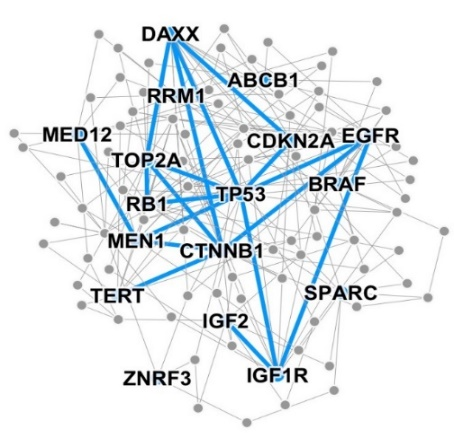 DAXX
ABCB1
RRM1
MED12
CDKN2A
EGFR
TOP2A
TP53
BRAF
RB1
MEN1
CTNNB1
TERT
SPARC
IGF2
ZNRF3
IGF1R